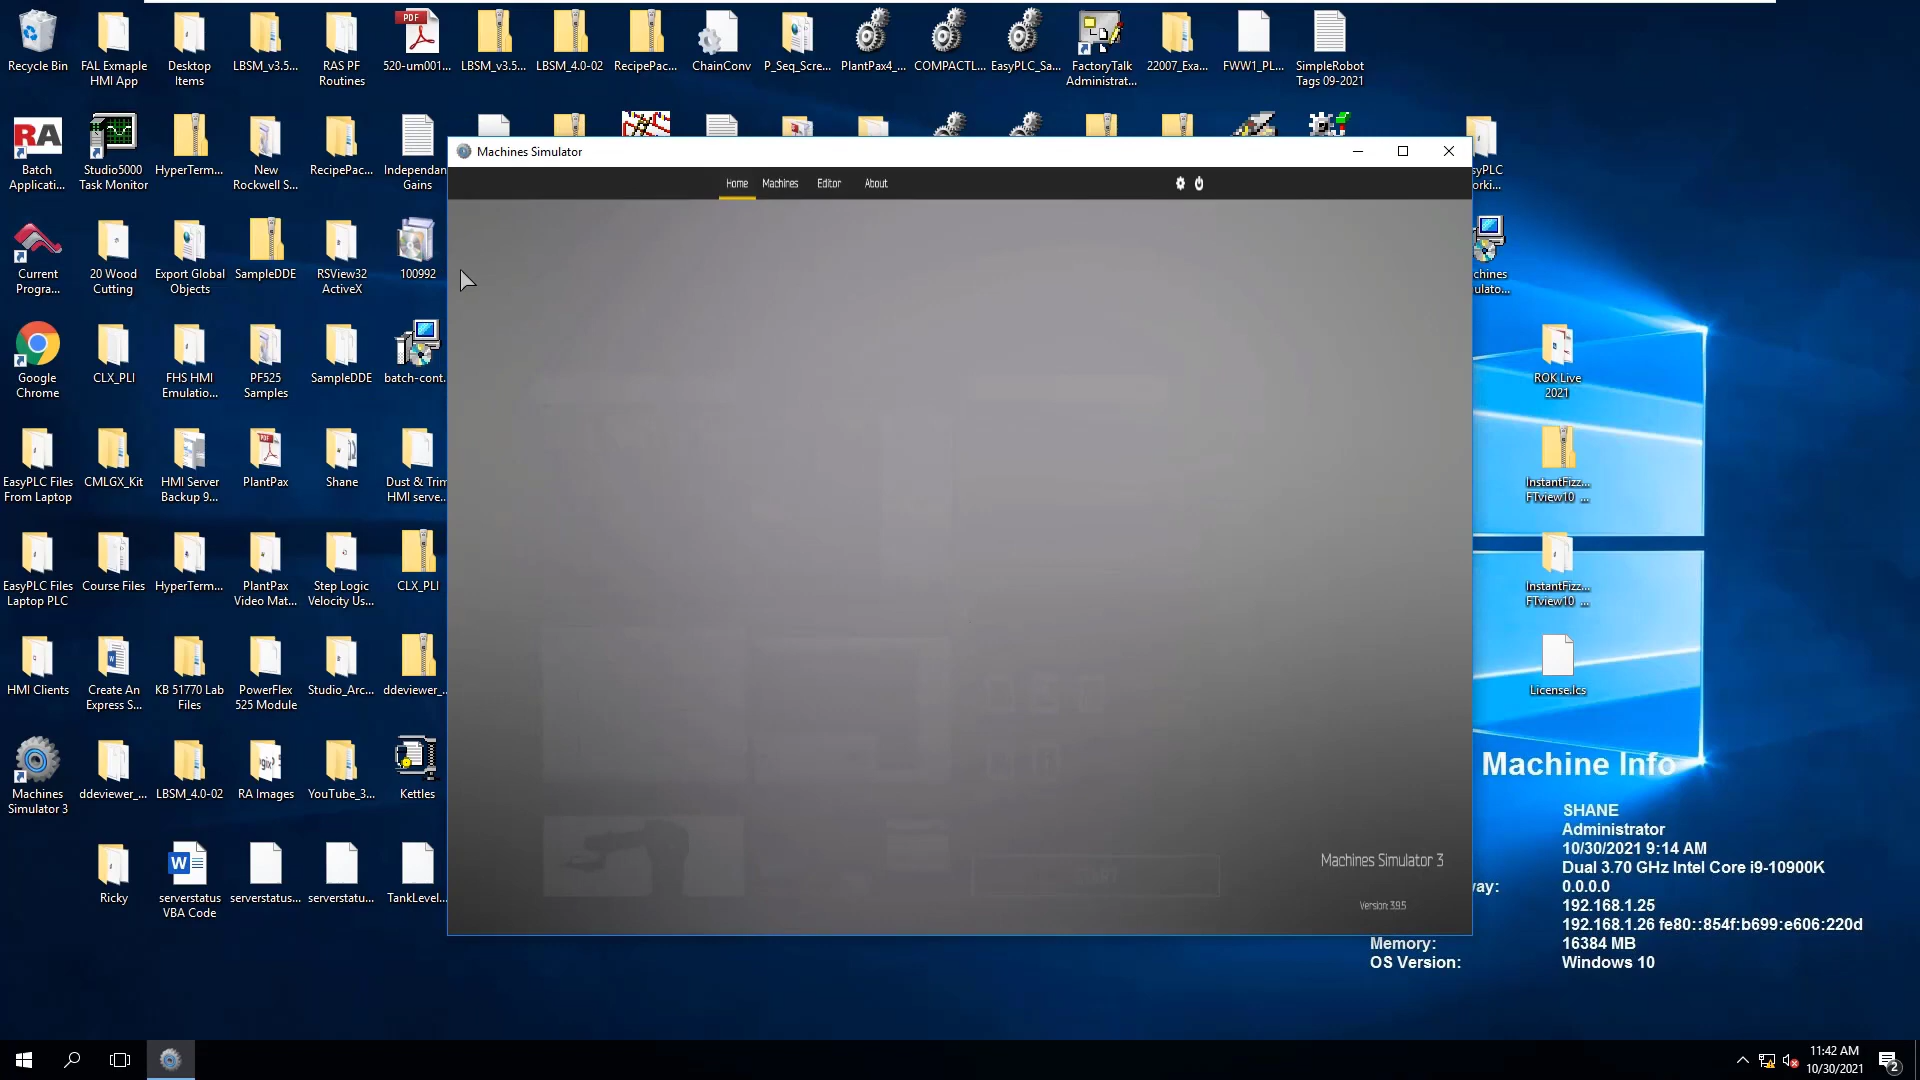 Recycle Bin
FAL Exmaple
HMI App
Desktop
Items
LBSM_v3.5...
RAS PF
Routines
PDF
520-um001...
LBSM_v3.5...
LBSM_4.0-02
RecipePac...
ChainConv
P_Seq_Scre...
PlantPax4_...
COMPACTL...
EasyPLC_Sa...
FactoryTalk
Administrat...
22007_Exa...
FWW1_PL...
SimpleRobot
Tags 09-2021
RA
Batch
Applicati...
Studio5000
Task Monitor
HyperTerm...
New
Rockwell S...
RecipePac...
Independan
Gains
Machines Simulator
Home
Machines
Editor
About
syPLC
orki...
Current
Progra...
20 Wood
Cutting
Export Global
Objects
SampleDDE
RSView32
ActiveX
100992
chines
ulato...
Google
Chrome
CLX_PLI
FHS HMI
Emulatio...
PF525
Samples
SampleDDE
batch-cont.
ROK Live
2021
EasyPLC Files
From Laptop
CMLGX_Kit
HMI Server
Backup 9...
PDF
PlantPax
Shane
Dust & Trim
HMI serve..
InstantFizz...
FTview10 ...
EasyPLC Files
Laptop PLC
Course Files
HyperTerm...
PlantPax
Video Mat...
Step Logic
Velocity Us...
CLX_PLI
InstantFizz...
FTview10 ...
HMI Clients
Create An
Express S...
KB 51770 Lab
Files
PowerFlex
525 Module
Studio_Arc...
ddeviewer_..
License.lcs
Machines
Simulator 3
ddeviewer_...
LBSM_4.0-02
RA Images
YouTube_3...
Kettles
Ricky
serverstatus
VBA Code
serverstatus...
serverstatu...
TankLevel...
Machines Simulator 3
Version: 3.9.5
Machine Info
SHANE
Administrator
10/30/2021 9:14 AM
Dual 3.70 GHz Intel Core i9-10900K
way: 0.0.0.0
192.168.1.25
192.168.1.26 fe80::854f:b699:e606:220d
Memory: 16384 MB
OS Version: Windows 10
11:42 AM
10/30/2021
2